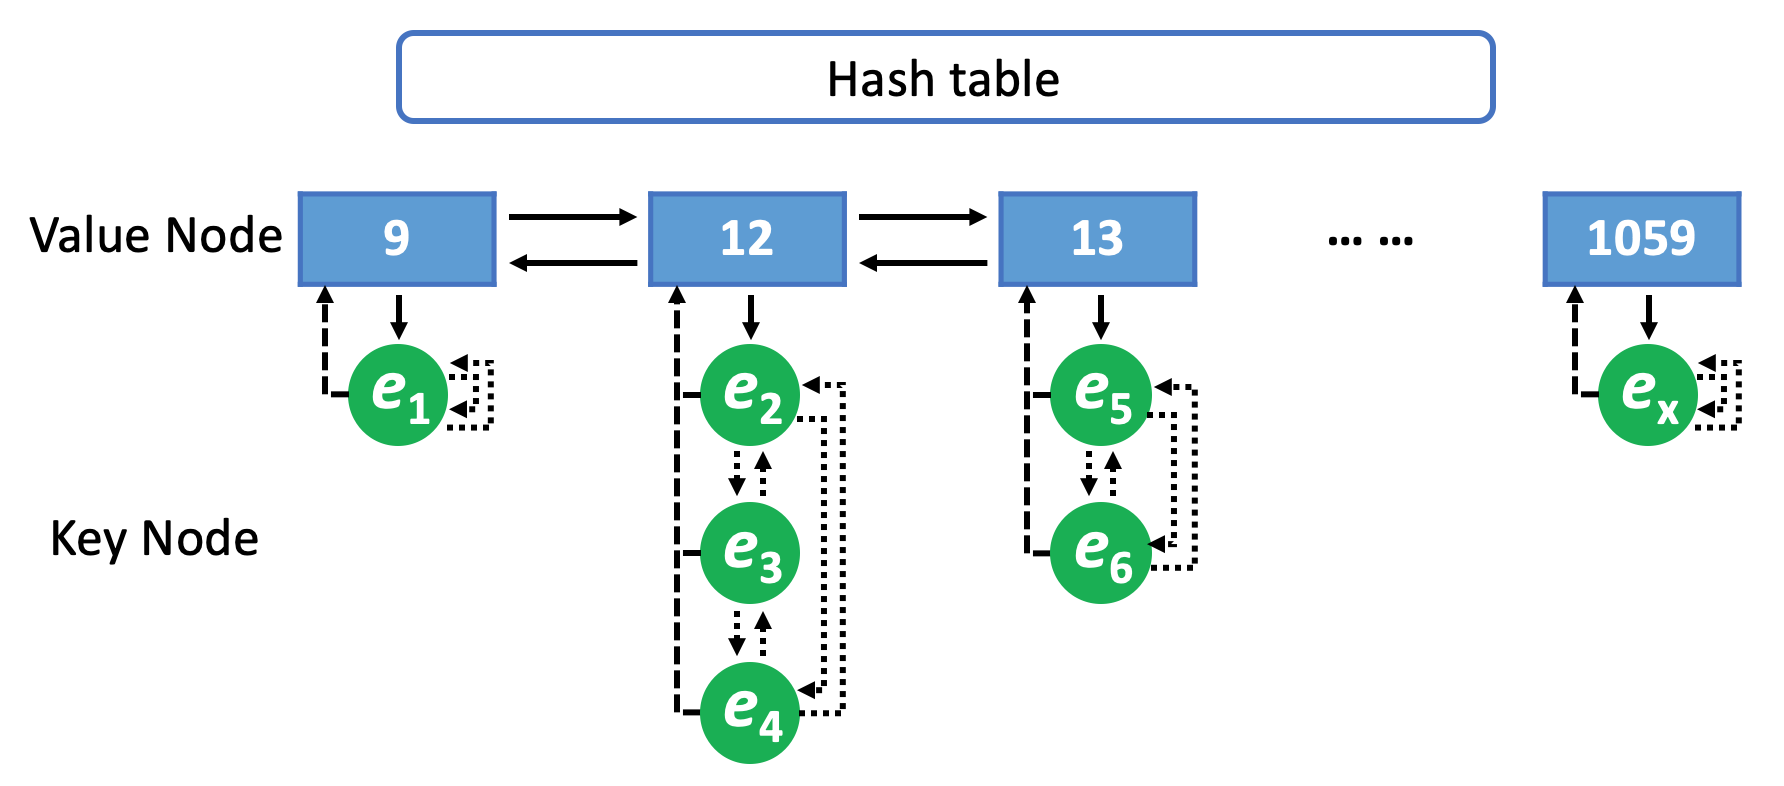 Hash table
Value Node 9 12 13 ... ... 1059
e1 e2 e5 ex
Key Node e3 e6
e4